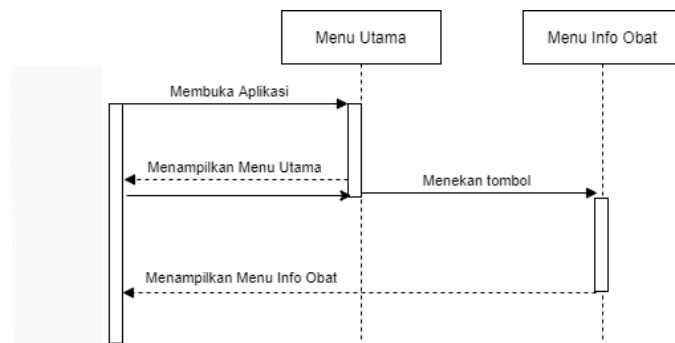 Menu Utama
Menu Info Obat
Membuka Aplikasi
Menampilkan Menu Utama
Menekan tombol
Menampilkan Menu Info Obat